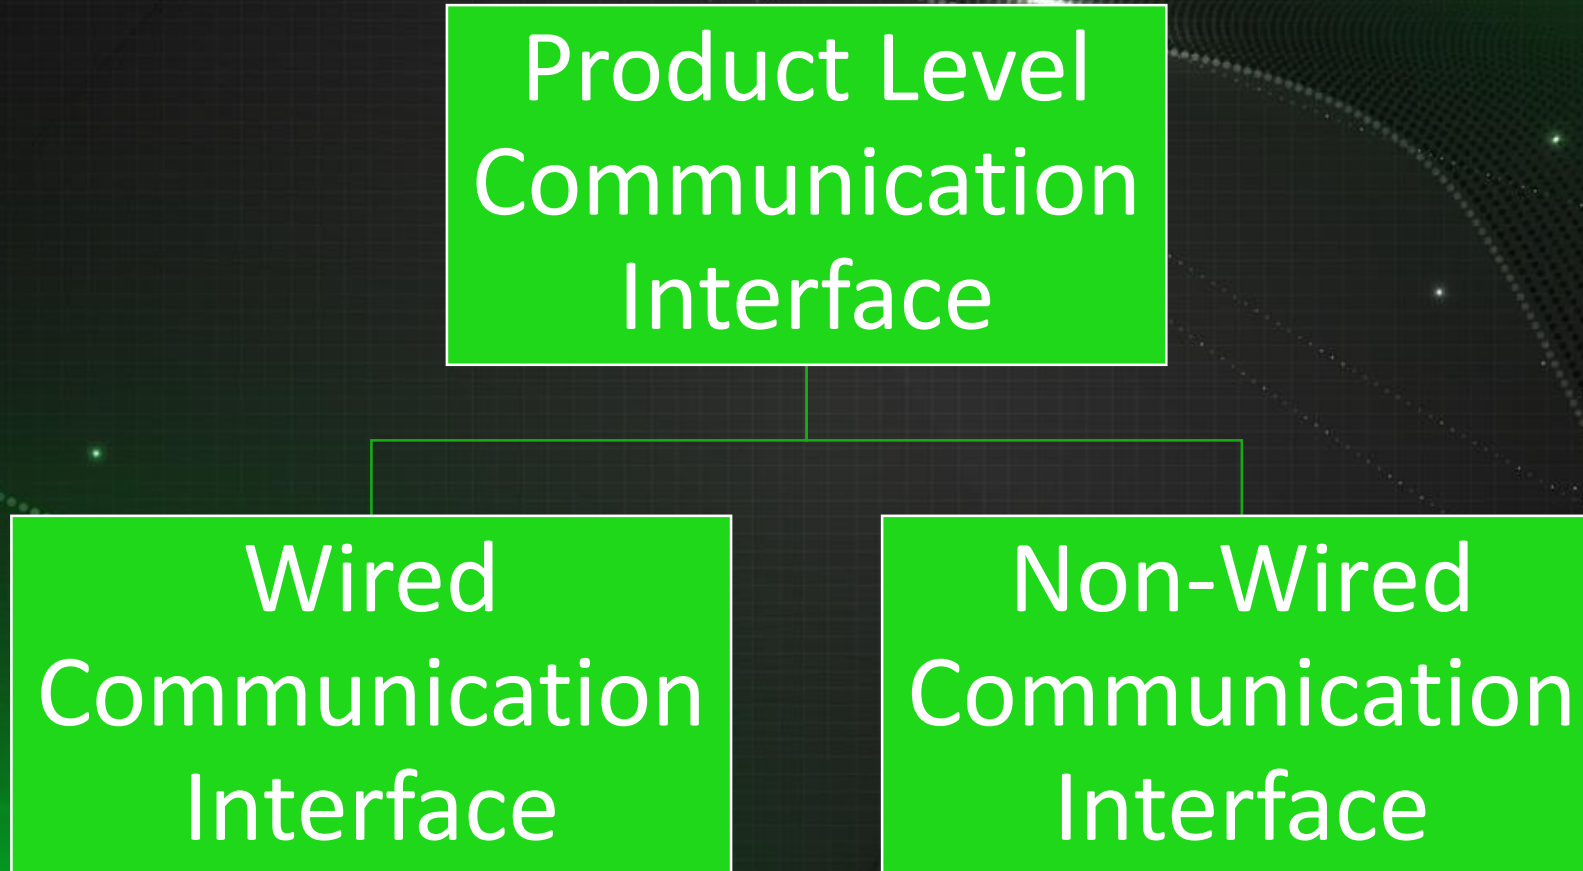 Product Level
Communication
Interface
Wired
Communication
Interface
Non-Wired
Communication
Interface